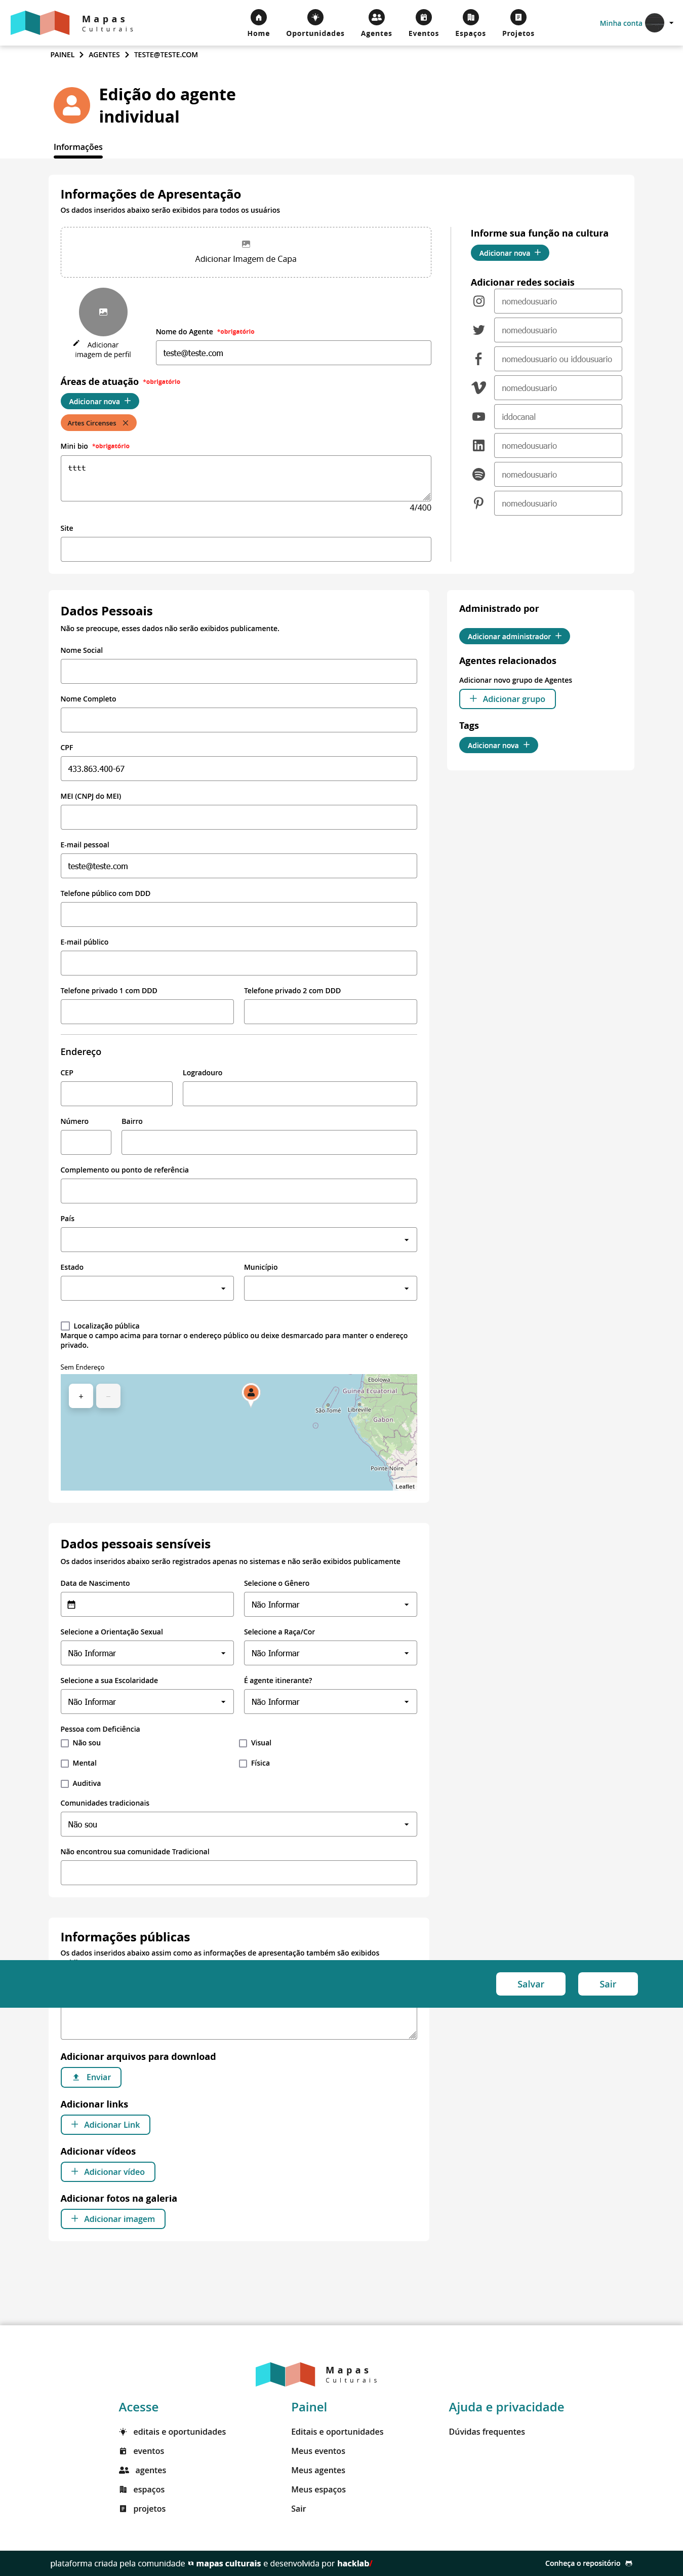 Mapas
Culturais
Home
Oportunidades
Agentes
Eventos
Espaços
Projetos
Minha conta
PAINEL
AGENTES
TESTE@TESTE.COM
Edição do agente
individual
Informações
Informações de Apresentação
Os dados inseridos abaixo serão exibidos para todos os usuários
Adicionar Imagem de Capa
Adicionar
imagem de perfil
Nome do Agente *obrigatório
teste@teste.com
Áreas de atuação *obrigatório
Adicionar nova +
Artes Circenses
Mini bio *obrigatório
tttt
4/400
Site
Informe sua função na cultura
Adicionar nova +
Adicionar redes sociais
nomedousuario
nomedousuario
nomedousuario ou iddousuario
nomedousuario
iddocanal
nomedousuario
nomedousuario
nomedousuario
Dados Pessoais
Não se preocupe, esses dados não serão exibidos publicamente.
Nome Social
Nome Completo
CPF
433.863.400-67
MEI (CNPJ do MEI)
E-mail pessoal
teste@teste.com
Telefone público com DDD
E-mail público
Telefone privado 1 com DDD
Telefone privado 2 com DDD
Endereço
CEP
Logradouro
Número
Bairro
Complemento ou ponto de referência
País
Estado
Município
Localização pública
Marque o campo acima para tornar o endereço público ou deixe desmarcado para manter o endereço
privado.
Sem Endereço
+
−
Ebolowa
Guinea Ecuatorial
São Tomé
Libreville
Gabon
Pointe Noire
Leaflet
Administrado por
Adicionar administrador +
Agentes relacionados
Adicionar novo grupo de Agentes
+ Adicionar grupo
Tags
Adicionar nova +
Dados pessoais sensíveis
Os dados inseridos abaixo serão registrados apenas no sistemas e não serão exibidos publicamente
Data de Nascimento
Selecione o Gênero
Não Informar
Selecione a Orientação Sexual
Não Informar
Selecione a Raça/Cor
Não Informar
Selecione a sua Escolaridade
Não Informar
É agente itinerante?
Não Informar
Pessoa com Deficiência
Não sou
Visual
Mental
Física
Auditiva
Comunidades tradicionais
Não sou
Não encontrou sua comunidade Tradicional
Informações públicas
Os dados inseridos abaixo assim como as informações de apresentação também são exibidos
Salvar
Sair
Adicionar arquivos para download
Enviar
Adicionar links
+ Adicionar Link
Adicionar vídeos
+ Adicionar vídeo
Adicionar fotos na galeria
+ Adicionar imagem
Mapas
Culturais
Acesse
editais e oportunidades
eventos
agentes
espaços
projetos
Painel
Editais e oportunidades
Meus eventos
Meus agentes
Meus espaços
Sair
Ajuda e privacidade
Dúvidas frequentes
plataforma criada pela comunidade mapas culturais e desenvolvida por hacklab/
Conheça o repositório